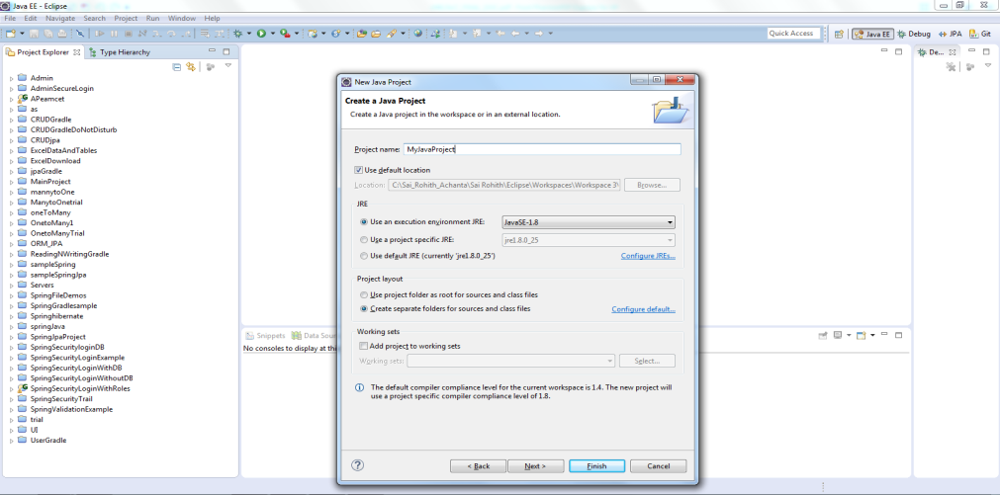 Java EE - Eclipse
File Edit Navigate Search Project Run Window Help
Quick Access
Java EE
Debug
JPA
Git
Project Explorer
Type Hierarchy
De...
Admin
AdminSecureLogin
APeamcet
as
CRUDGradle
CRUDGradleDoNotDisturb
CRUDjpa
ExcelDataAndTables
ExcelDownload
jpaGradle
MainProject
mannytoOne
ManytoOnetrial
oneToMany
OnetoMany1
OnetoManyTrial
ORM_JPA
ReadingNWritingGradle
sampleSpring
sampleSpringJpa
Servers
SpringFileDemos
SpringGradlesample
Springhibernate
springJava
SpringJpaProject
SpringSecurityloginDB
SpringSecurityLoginExample
SpringSecurityLoginWithDB
SpringSecurityLoginWithoutDB
SpringSecurityLoginWithRoles
SpringSecurityTrail
SpringValidationExample
trial
UI
UserGradle
Snippets
Data Sour
No consoles to display at thi
New Java Project
Create a Java Project
Create a Java project in the workspace or in an external location.
Project name: MyJavaProject
Use default location
Location: C:\Sai_Rohith_Achanta\Sai Rohith\Eclipse\Workspaces\Workspace 3\ Browse...
JRE
Use an execution environment JRE: JavaSE-1.8
Use a project specific JRE: jre1.8.0_25
Use default JRE (currently 'jre1.8.0_25') Configure JREs...
Project layout
Use project folder as root for sources and class files
Create separate folders for sources and class files Configure default...
Working sets
Add project to working sets
Working sets: Select...
The default compiler compliance level for the current workspace is 1.4. The new project will
use a project specific compiler compliance level of 1.8.
? < Back Next > Finish Cancel